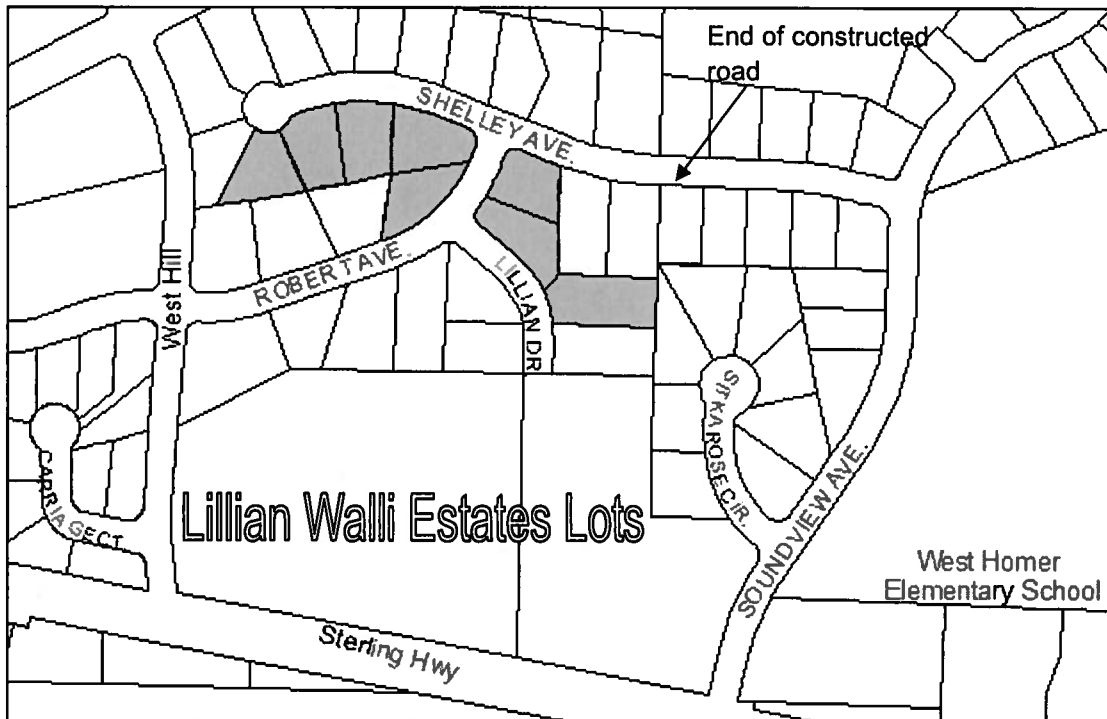 End of constructed
road
SHELLEY AVE.
West Hill
ROBERT AVE.
LILLIAN DR
SITKA ROSE CIR.
CARRIAGE CT
Lillian Walli Estates Lots
SOUNDVIEW AVE.
West Homer
Elementary School
Sterling Hwy